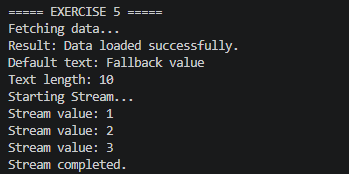 ===== EXERCISE 5 =====
Fetching data...
Result: Data loaded successfully.
Default text: Fallback value
Text length: 10
Starting Stream...
Stream value: 1
Stream value: 2
Stream value: 3
Stream completed.